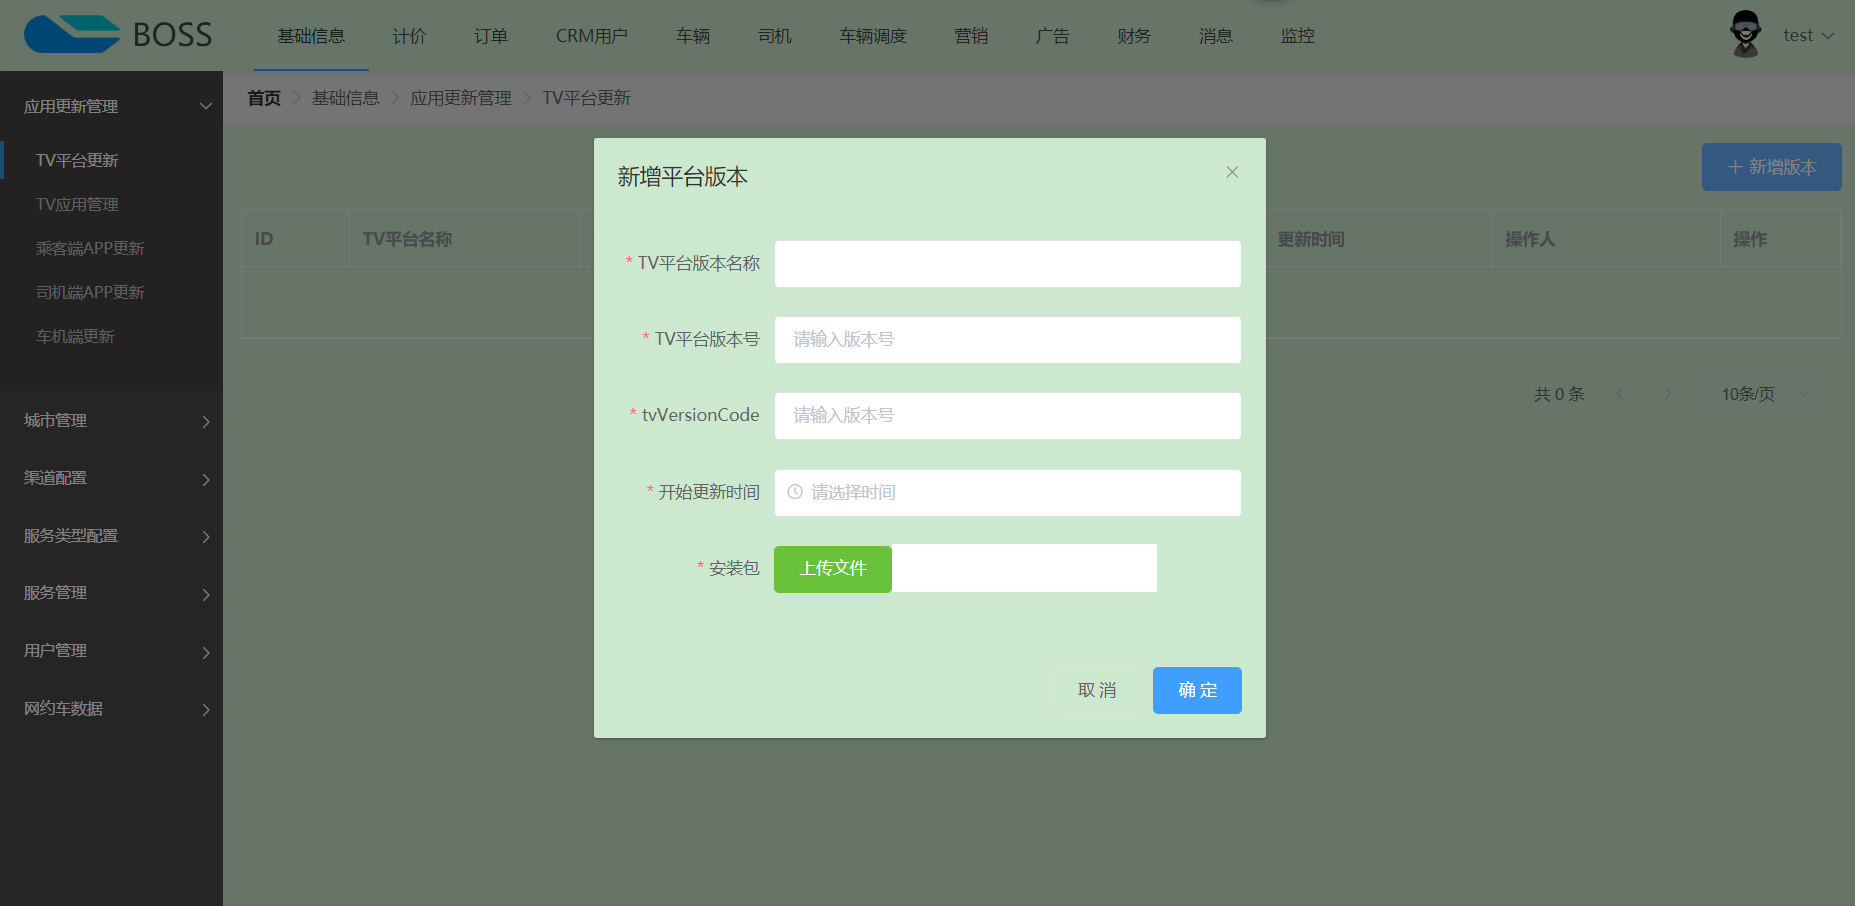 BOSS
基础信息 计价 订单 CRM用户 车辆 司机 车辆调度 营销 广告 财务 消息 监控
test
应用更新管理
TV平台更新
TV应用管理
乘客端APP更新
司机端APP更新
车机端更新
城市管理
渠道配置
服务类型配置
服务管理
用户管理
网约车数据
首页 基础信息 应用更新管理 TV平台更新
新增版本
ID TV平台名称 更新时间 操作人 操作
共 0 条 10条/页
新增平台版本
* TV平台版本名称
* TV平台版本号 请输入版本号
* tvVersionCode 请输入版本号
* 开始更新时间 请选择时间
* 安装包 上传文件
取 消 确 定